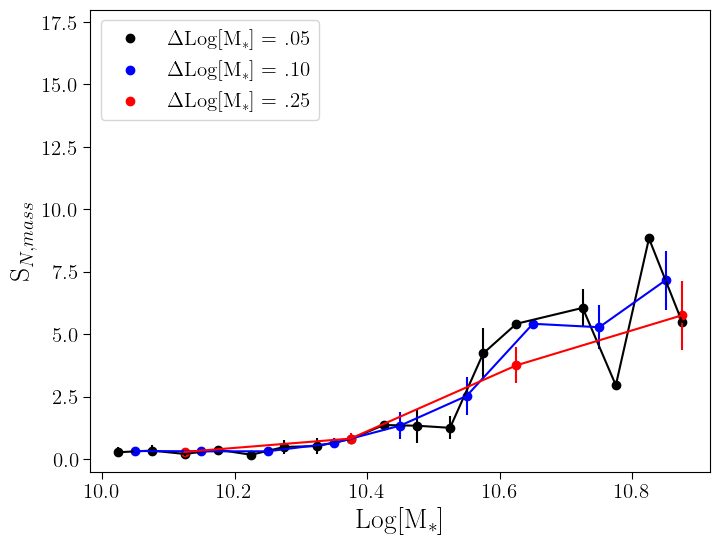 ΔLog[M*] = .05
ΔLog[M*] = .10
ΔLog[M*] = .25
17.5
15.0
12.5
10.0
7.5
5.0
2.5
0.0
S_{N,mass}
10.0 10.2 10.4 10.6 10.8
Log[M*]